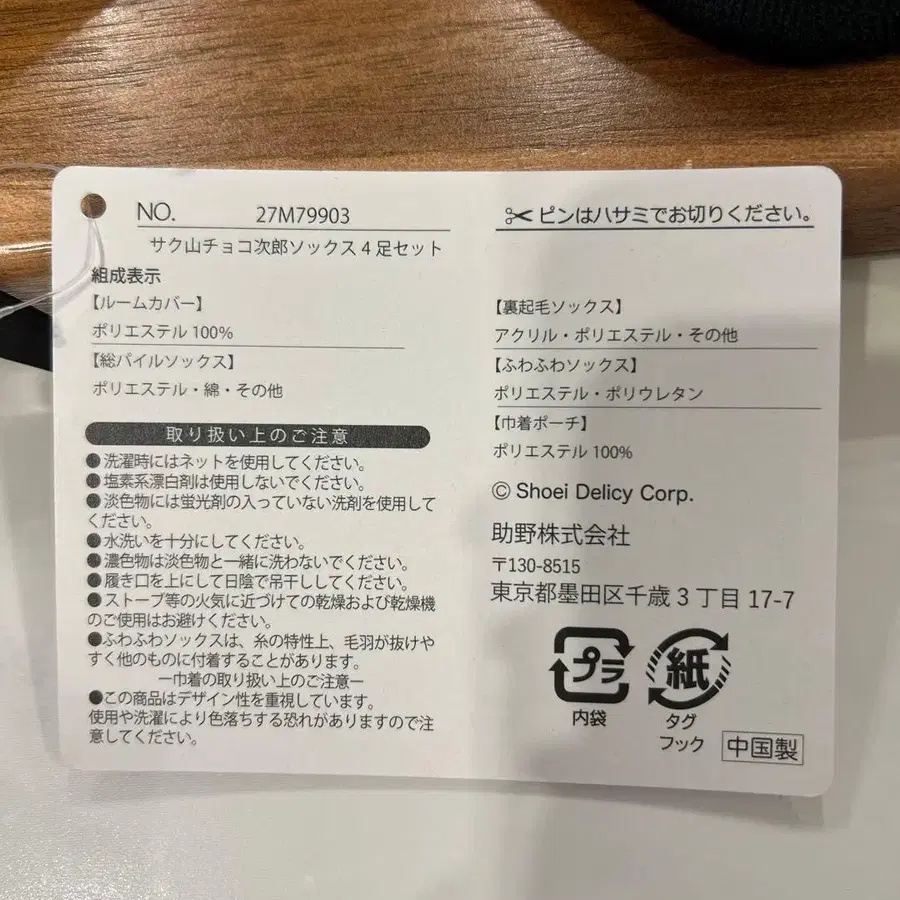 NO. 27M79903
サク山チョコ次郎ソックス4足セット
組成表示
【ルームカバー】
ポリエステル 100%
【総パイルソックス】
ポリエステル・綿・その他
取り扱い上のご注意
●洗濯時にはネットを使用してください。
●塩素系漂白剤は使用しないでください。
●淡色物には蛍光剤の入っていない洗剤を使用して
ください。
●水洗いを十分にしてください。
●濃色物は淡色物と一緒に洗わないでください。
●履き口を上にして日陰で吊干ししてください。
●ストーブ等の火気に近づけての乾燥および乾燥機
のご使用はお避けください。
●ふわふわソックスは、糸の特性上、毛羽が抜けや
すく他のものに付着することがあります。
ー巾着の取り扱い上のご注意ー
●この商品はデザイン性を重視しています。
使用や洗濯により色落ちする恐れがありますので注
意してください。
ピンはハサミでお切りください。
【裏起毛ソックス】
アクリル・ポリエステル・その他
【ふわふわソックス】
ポリエステル・ポリウレタン
【巾着ポーチ】
ポリエステル 100%
© Shoei Delicy Corp.
助野株式会社
〒130-8515
東京都墨田区千歳3丁目17-7
プラ
内袋
紙
タグ
フック
中国製